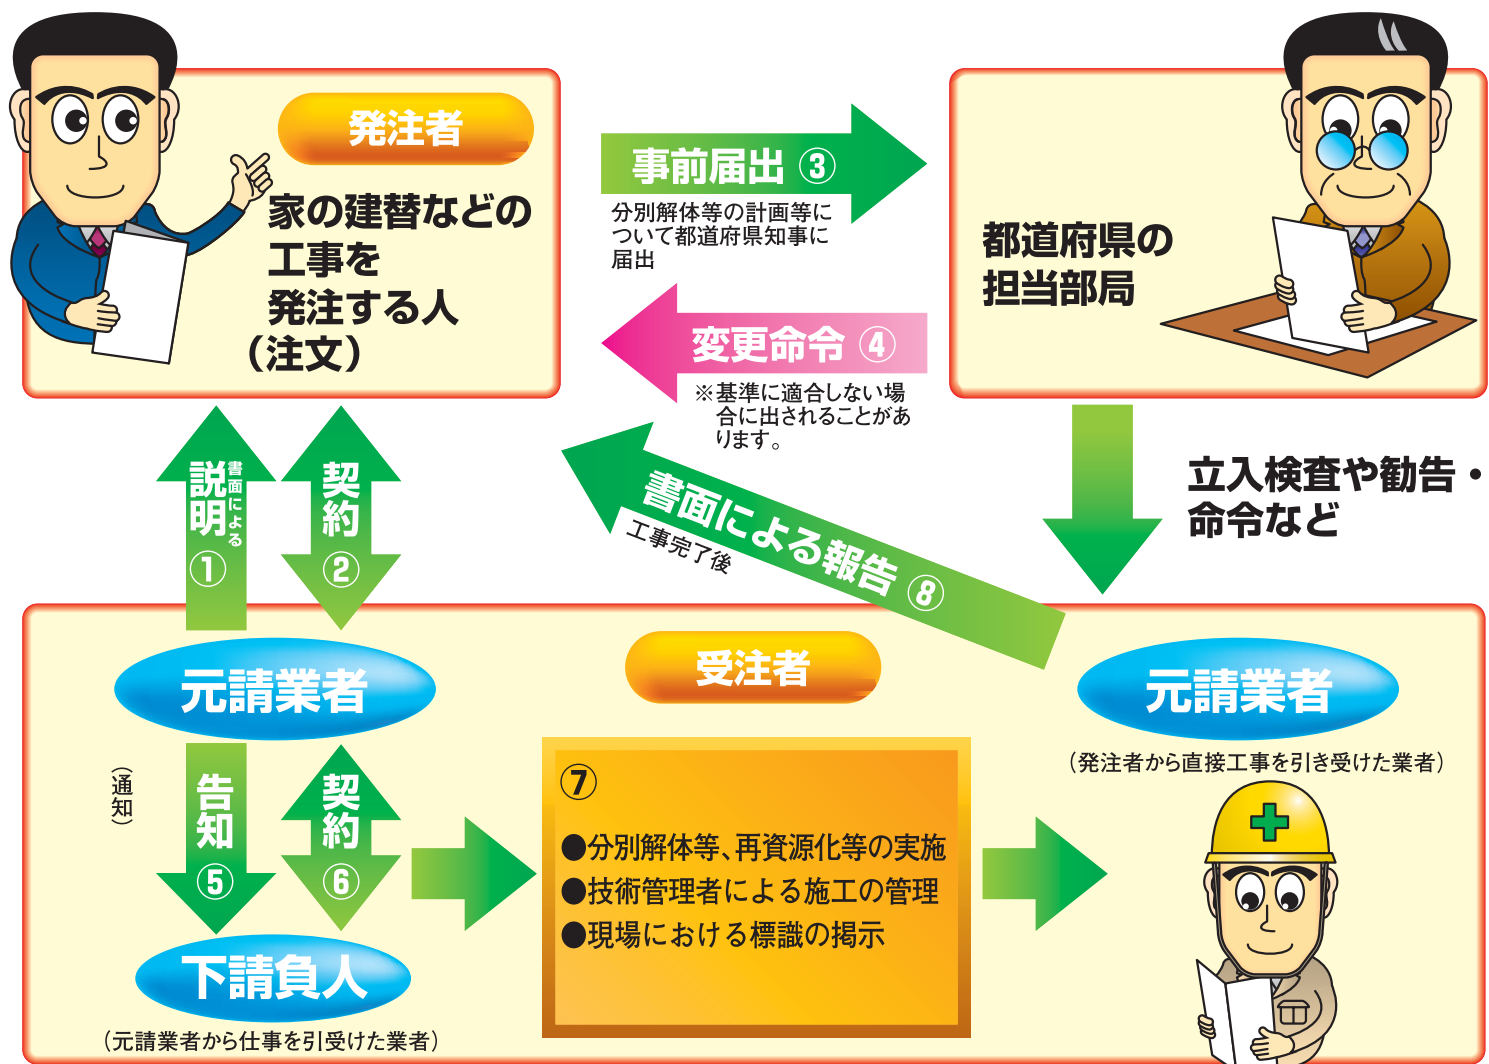 発注者
家の建替などの
工事を
発注する人
（注文）
事前届出 ③
分別解体等の計画等に
ついて都道府県知事に
届出
変更命令 ④
※基準に適合しない場
合に出されることがあ
ります。
都道府県の
担当部局
書面による
説明①
契約②
書面による報告 ⑧
工事完了後
立入検査や勧告・
命令など
元請業者
受注者
元請業者
（発注者から直接工事を引き受けた業者）
（通知）
告知⑤
契約⑥
⑦
●分別解体等、再資源化等の実施
●技術管理者による施工の管理
●現場における標識の掲示
下請負人
（元請業者から仕事を引受けた業者）